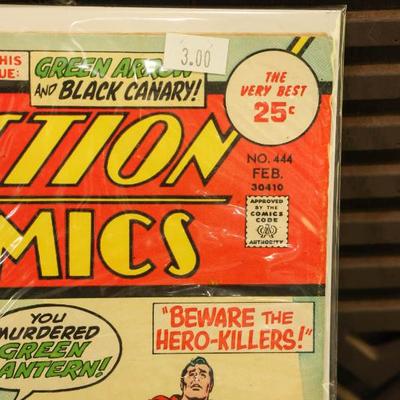 THIS
UE:
GREEN ARROW
AND BLACK CANARY!
3.00
THE
VERY BEST
25¢
TION
MICS
NO. 444
FEB.
30410
APPROVED
BY THE
COMICS
CODE
AUTHORITY
YOU
MURDERED
GREEN
ANTERN!
"BEWARE THE
HERO-KILLERS!"